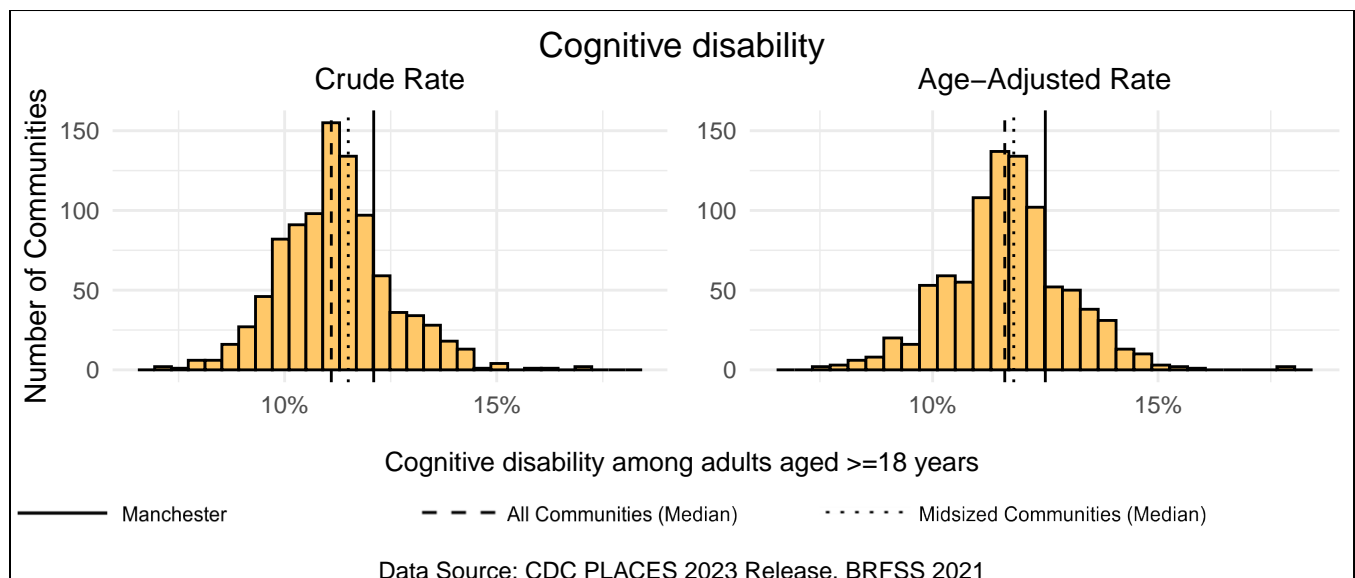 Cognitive disability
Crude Rate
Age−Adjusted Rate
Number of Communities
150
100
50
0
10%
15%
150
100
50
0
10%
15%
Cognitive disability among adults aged >=18 years
Manchester
All Communities (Median)
Midsized Communities (Median)
Data Source: CDC PLACES 2023 Release, BRFSS 2021